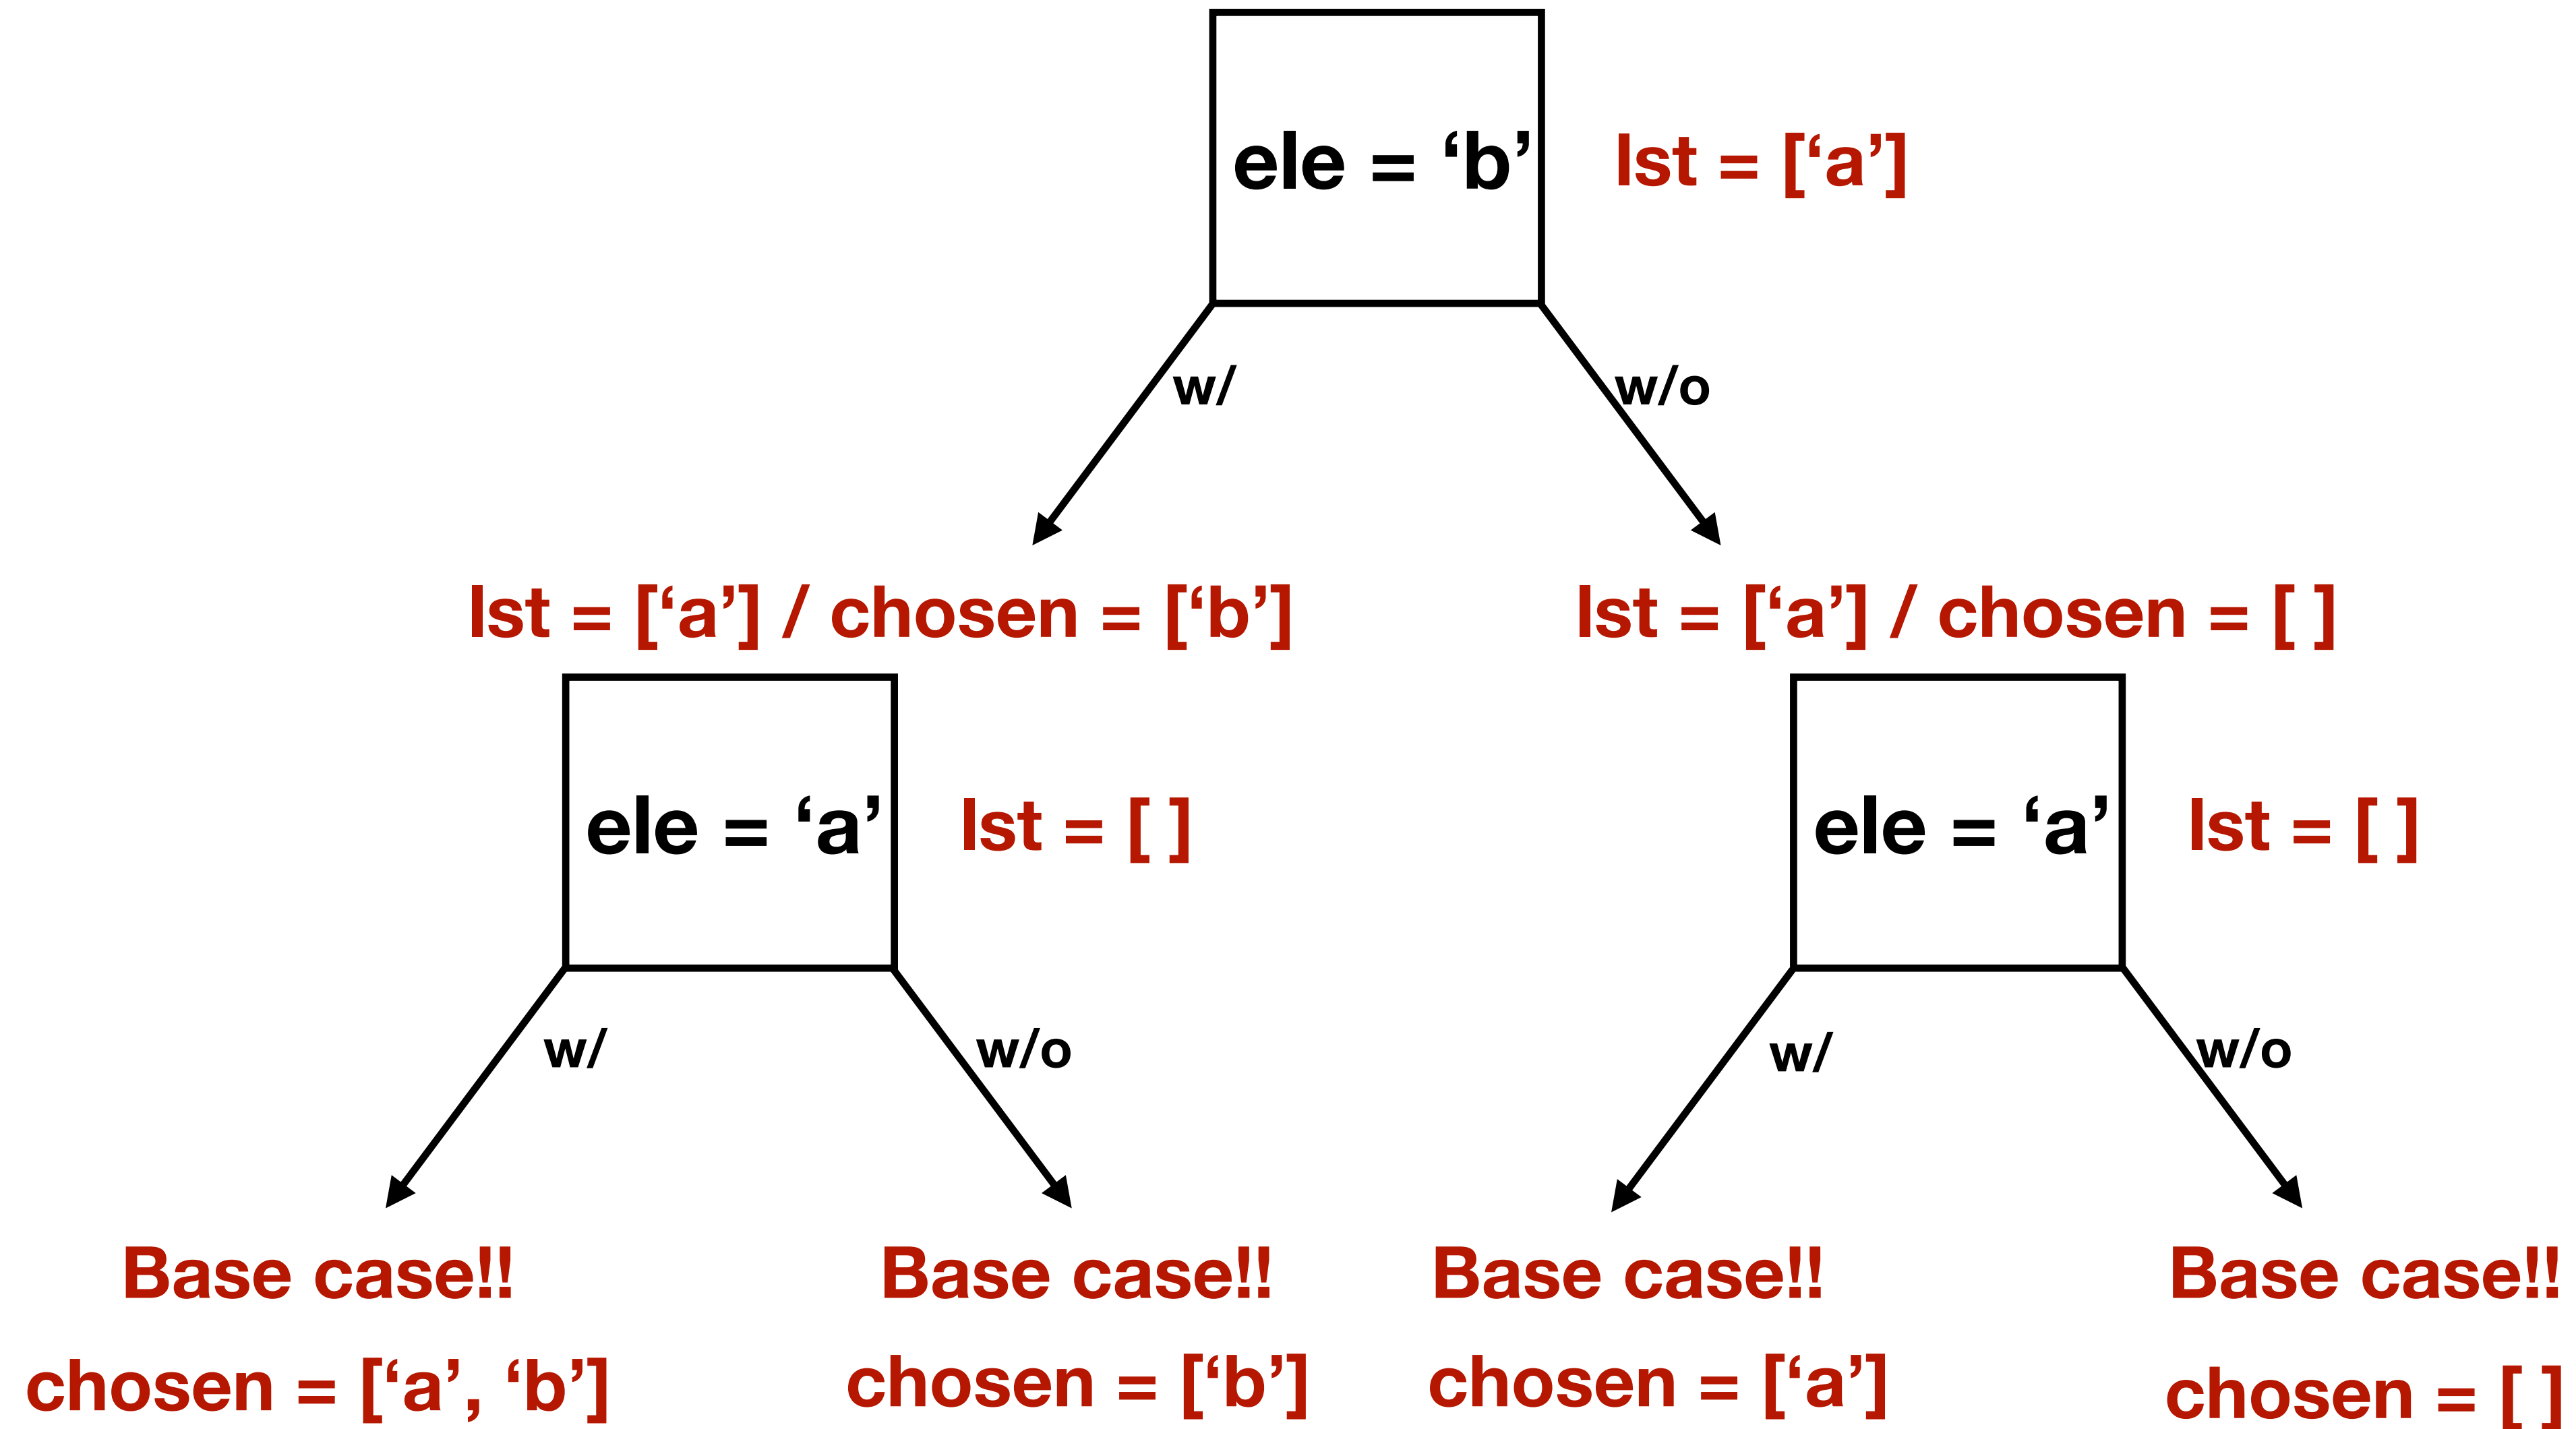 ele = ‘b’ lst = [‘a’]
w/ w/o
lst = [‘a’] / chosen = [‘b’] lst = [‘a’] / chosen = [ ]
ele = ‘a’ lst = [ ] ele = ‘a’ lst = [ ]
w/ w/o w/ w/o
Base case!! Base case!! Base case!! Base case!!
chosen = [‘a’, ‘b’] chosen = [‘b’] chosen = [‘a’] chosen = [ ]